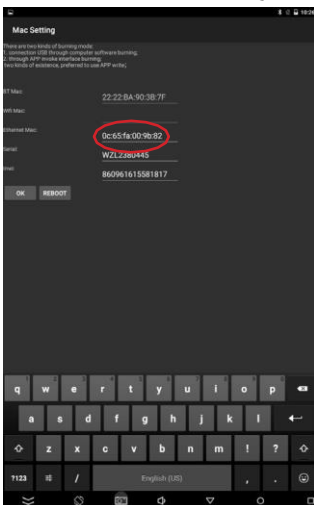 10:26
Mac Setting
There are two kinds of burning mode:
1. connection USB through computer software burning;
2. through APP invoke interface burning;
two kinds of existence, preferred to use APP write;
BT Mac:
22:22:BA:90:3B:7F
Wifi Mac:
Ethernet Mac:
0c:65:fa:00:9b:82
Serial:
WZL2380445
Imei:
860961615581817
OK REBOOT
q w e r t y u i o p
a s d f g h j k l
z x c v b n m ! ?
?123 / English (US) , .